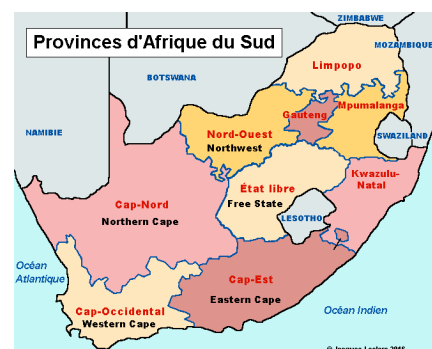 Provinces d'Afrique du Sud
ZIMBABWE
MOZAMBIQUE
Limpopo
BOTSWANA
Mpumalanga
Gauteng
NAMIBIE
Nord-Ouest
Northwest
SWAZILAND
Kwazulu-
Natal
État libre
Free State
Cap-Nord
Northern Cape
LESOTHO
Océan
Atlantique
Cap-Est
Eastern Cape
Cap-Occidental
Western Cape
Océan Indien